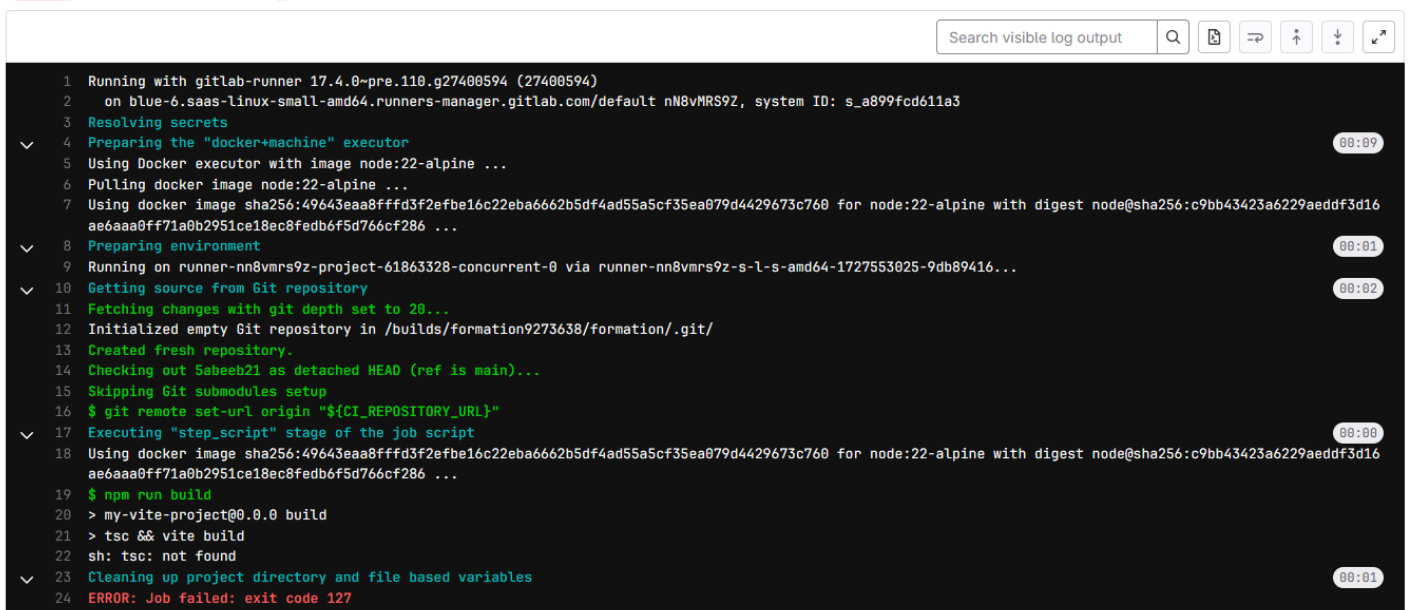 Search visible log output
1 Running with gitlab-runner 17.4.0~pre.110.g27400594 (27400594)
2 on blue-6.saas-linux-small-amd64.runners-manager.gitlab.com/default nN8vMRS9Z, system ID: s_a899fcd611a3
3 Resolving secrets
4 Preparing the "docker+machine" executor 00:09
5 Using Docker executor with image node:22-alpine ...
6 Pulling docker image node:22-alpine ...
7 Using docker image sha256:49643eaa8fffd3f2efbe16c22eba6662b5df4ad55a5cf35ea079d4429673c760 for node:22-alpine with digest node@sha256:c9bb43423a6229aeddf3d16
ae6aaa0ff71a0b2951ce18ec8fedb6f5d766cf286 ...
8 Preparing environment 00:01
9 Running on runner-nn8vmrs9z-project-61863328-concurrent-0 via runner-nn8vmrs9z-s-l-s-amd64-1727553025-9db89416...
10 Getting source from Git repository 00:02
11 Fetching changes with git depth set to 20...
12 Initialized empty Git repository in /builds/formation9273638/formation/.git/
13 Created fresh repository.
14 Checking out 5abeeb21 as detached HEAD (ref is main)...
15 Skipping Git submodules setup
16 $ git remote set-url origin "${CI_REPOSITORY_URL}"
17 Executing "step_script" stage of the job script 00:00
18 Using docker image sha256:49643eaa8fffd3f2efbe16c22eba6662b5df4ad55a5cf35ea079d4429673c760 for node:22-alpine with digest node@sha256:c9bb43423a6229aeddf3d16
ae6aaa0ff71a0b2951ce18ec8fedb6f5d766cf286 ...
19 $ npm run build
20 > my-vite-project@0.0.0 build
21 > tsc && vite build
22 sh: tsc: not found
23 Cleaning up project directory and file based variables 00:01
24 ERROR: Job failed: exit code 127